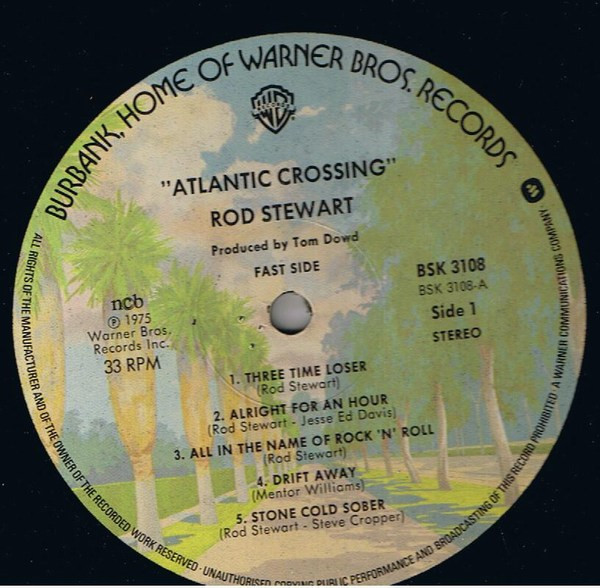 BURBANK, HOME OF WARNER BROS. RECORDS
"ATLANTIC CROSSING"
ROD STEWART
Produced by Tom Dowd
FAST SIDE
BSK 3108
BSK 3108-A
Side 1
STEREO
ncb
Ⓟ 1975
Warner Bros.
Records Inc.
33 RPM
1. THREE TIME LOSER
(Rod Stewart)
2. ALRIGHT FOR AN HOUR
(Rod Stewart - Jesse Ed Davis)
3. ALL IN THE NAME OF ROCK 'N' ROLL
(Rod Stewart)
4. DRIFT AWAY
(Mentor Williams)
5. STONE COLD SOBER
(Rod Stewart - Steve Cropper)
ALL RIGHTS OF THE MANUFACTURER AND OF THE OWNER OF THE RECORDED WORK RESERVED · UNAUTHORISED COPYING PUBLIC PERFORMANCE AND BROADCASTING OF THIS RECORD PROHIBITED · A WARNER COMMUNICATIONS COMPANY